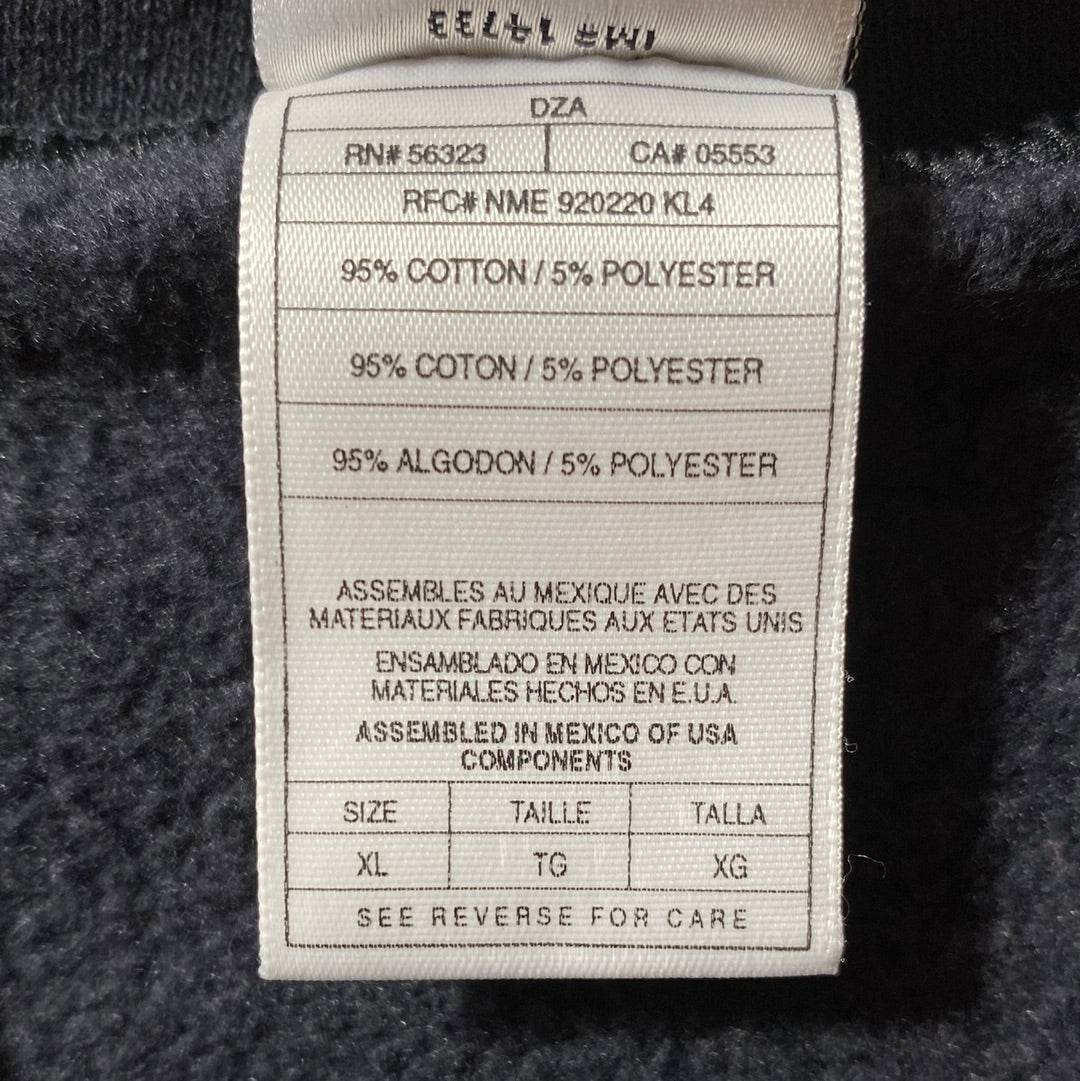 IM# 14733
DZA
RN# 56323 CA# 05553
RFC# NME 920220 KL4
95% COTTON / 5% POLYESTER
95% COTON / 5% POLYESTER
95% ALGODON / 5% POLYESTER
ASSEMBLES AU MEXIQUE AVEC DES
MATERIAUX FABRIQUES AUX ETATS UNIS
ENSAMBLADO EN MEXICO CON
MATERIALES HECHOS EN E.U.A.
ASSEMBLED IN MEXICO OF USA
COMPONENTS
SIZE TAILLE TALLA
XL TG XG
SEE REVERSE FOR CARE